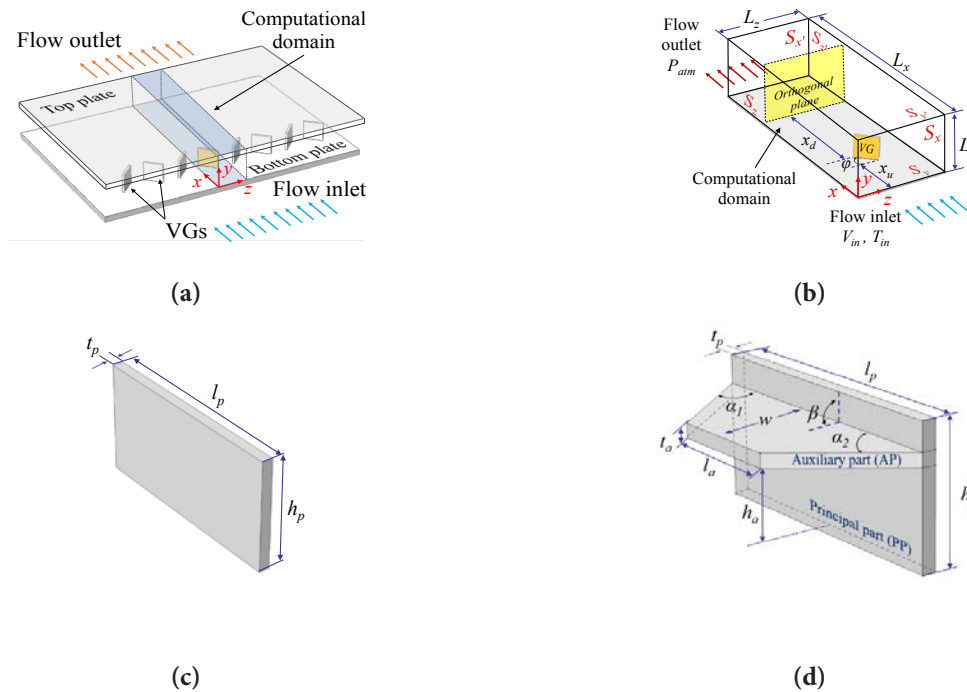 Flow outlet
Computational
domain
Top plate
Bottom plate
x
y
z
Flow inlet
VGs
(a)
Flow
outlet
P_atm
L_z
S_x'
S_z'
L_x
Orthogonal
plane
S_z
S_x
L
x_d
VG
φ
x_u
Computational
domain
x
y
z
Flow inlet
V_in , T_in
(b)
t_p
l_p
h_p
(c)
t_p
l_p
α_1
w
β
α_2
t_a
l_a
Auxiliary part (AP)
h_a
Principal part (PP)
h
(d)